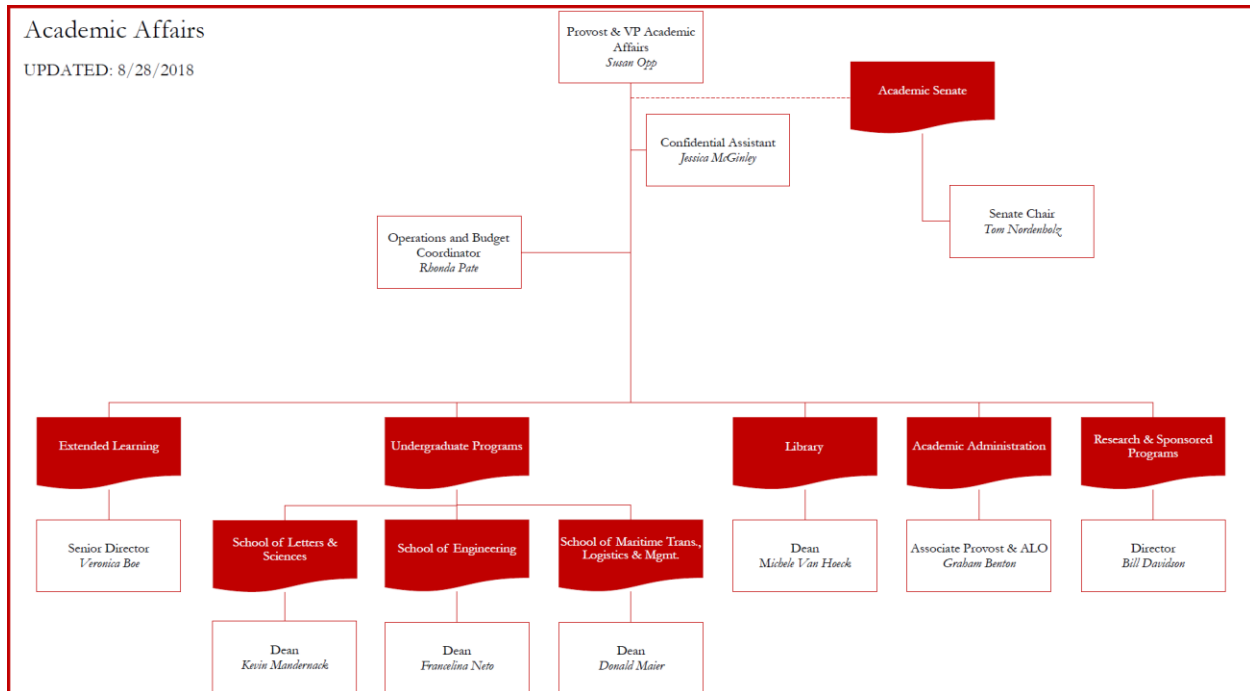 Academic Affairs
UPDATED: 8/28/2018
Provost & VP Academic
Affairs
Susan Opp
Academic Senate
Confidential Assistant
Jessica McGinley
Senate Chair
Tom Nordenholz
Operations and Budget
Coordinator
Rhonda Pate
Extended Learning
Undergraduate Programs
Library
Academic Administration
Research & Sponsored
Programs
Senior Director
Veronica Boe
School of Letters &
Sciences
School of Engineering
School of Maritime Trans.,
Logistics & Mgmt.
Dean
Michele Van Hoeck
Associate Provost & ALO
Graham Benton
Director
Bill Davidson
Dean
Kevin Mandernack
Dean
Francelina Neto
Dean
Donald Maier